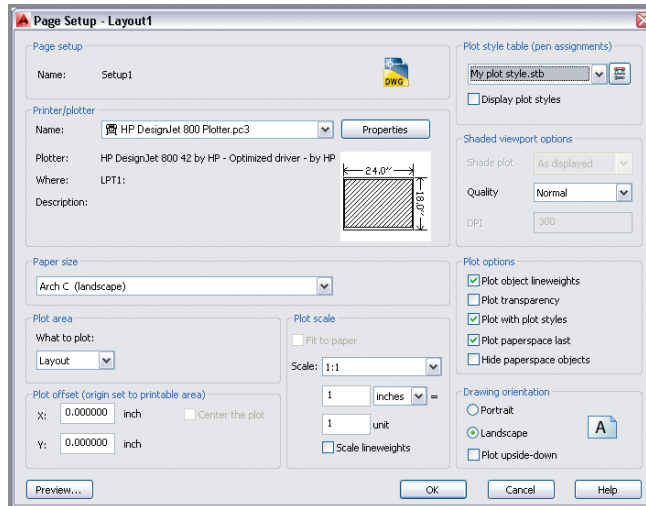 Page Setup - Layout1
Page setup
Name: Setup1
DWG
Printer/plotter
Name: HP DesignJet 800 Plotter.pc3
Properties
Plotter: HP DesignJet 800 42 by HP - Optimized driver - by HP
Where: LPT1:
Description:
24.0''
18.0''
Paper size
Arch C (landscape)
Plot area
What to plot:
Layout
Plot offset (origin set to printable area)
X: 0.000000 inch
Center the plot
Y: 0.000000 inch
Plot scale
Fit to paper
Scale: 1:1
1 inches =
1 unit
Scale lineweights
Plot style table (pen assignments)
My plot style.stb
Display plot styles
Shaded viewport options
Shade plot As displayed
Quality Normal
DPI 300
Plot options
Plot object lineweights
Plot transparency
Plot with plot styles
Plot paperspace last
Hide paperspace objects
Drawing orientation
Portrait
Landscape
A
Plot upside-down
Preview...
OK
Cancel
Help